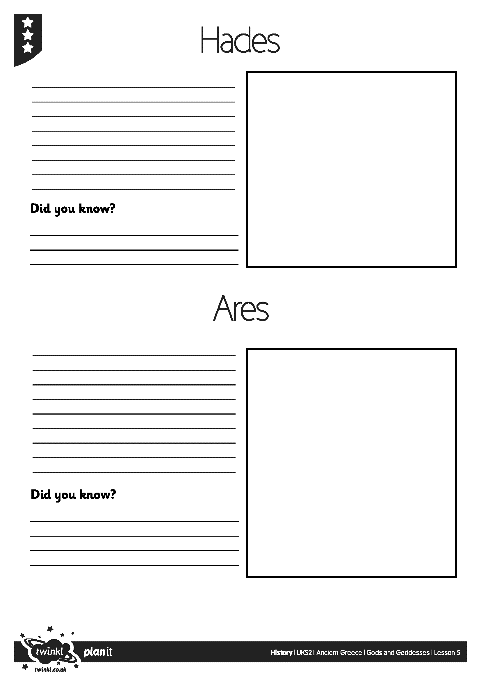 Hades
Did you know?
Ares
Did you know?
twinkl planit
History | UKS2 | Ancient Greece | Gods and Goddesses | Lesson 5
twinkl.co.uk